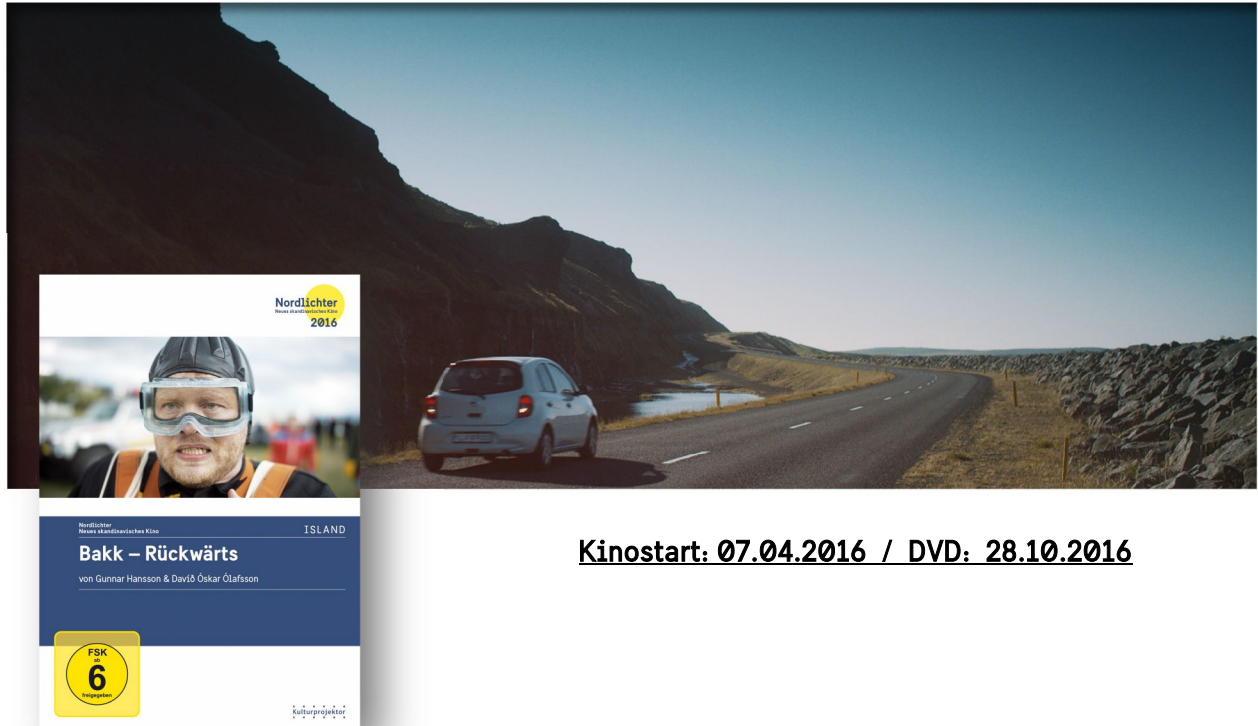 Nordlichter
Neues skandinavisches Kino
2016
Nordlichter
Neues skandinavisches Kino
ISLAND
Bakk – Rückwärts
von Gunnar Hansson & Davið Óskar Ólafsson
FSK
ab
6
freigegeben
Kulturprojektor
Kinostart: 07.04.2016 / DVD: 28.10.2016